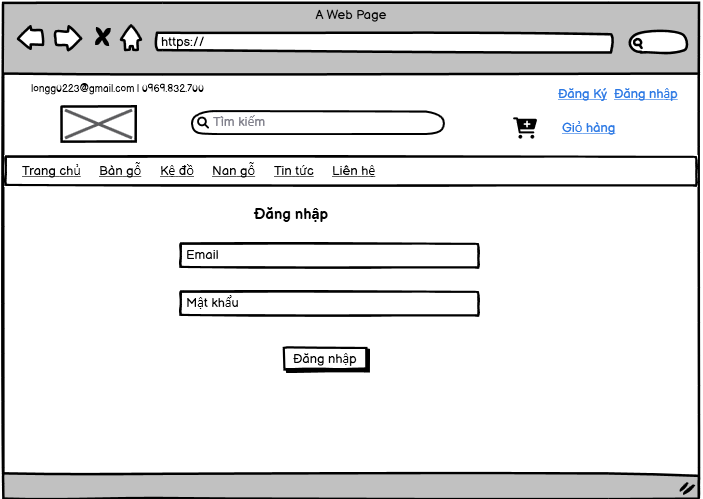 A Web Page
https://
longgu223@gmail.com | 0969.832.700
Đăng Ký Đăng nhập
Tìm kiếm
Giỏ hàng
Trang chủ Bàn gỗ Kê đồ Nan gỗ Tin tức Liên hê
Đăng nhập
Email
Mật khẩu
Đăng nhập